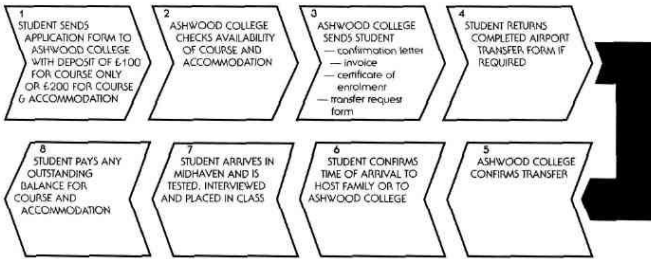 1
STUDENT SENDS
APPLICATION FORM TO
ASHWOOD COLLEGE
WITH DEPOSIT OF £100
FOR COURSE ONLY
OR £200 FOR COURSE
& ACCOMMODATION
2
ASHWOOD COLLEGE
CHECKS AVAILABILITY
OF COURSE AND
ACCOMMODATION
3
ASHWOOD COLLEGE
SENDS STUDENT
— confirmation letter
— invoice
— certificate of
enrolment
— transfer request
form
4
STUDENT RETURNS
COMPLETED AIRPORT
TRANSFER FORM IF
REQUIRED
5
ASHWOOD COLLEGE
CONFIRMS TRANSFER
6
STUDENT CONFIRMS
TIME OF ARRIVAL TO
HOST FAMILY OR TO
ASHWOOD COLLEGE
7
STUDENT ARRIVES IN
MIDHAVEN AND IS
TESTED, INTERVIEWED
AND PLACED IN CLASS
8
STUDENT PAYS ANY
OUTSTANDING
BALANCE FOR
COURSE AND
ACCOMMODATION